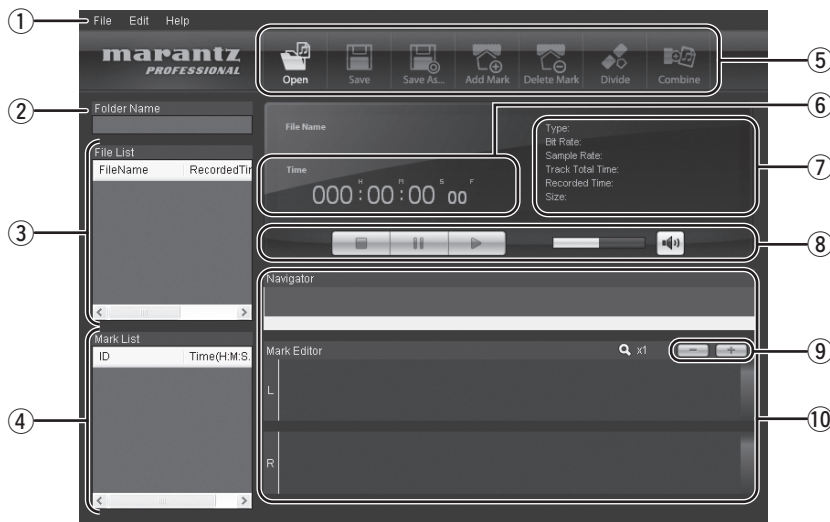 ① File Edit Help
marantz
PROFESSIONAL
Open Save Save As... Add Mark Delete Mark Divide Combine
⑤
② Folder Name
⑥
File Name
③ File List
FileName RecordedTir
Time
H M S F
000:00:00 00
Type:
Bit Rate:
Sample Rate:
Track Total Time:
Recorded Time:
Size:
⑦
⑧
Navigator
④ Mark List
ID Time(H:M:S.
Mark Editor x1 - +
⑨
L
⑩
R